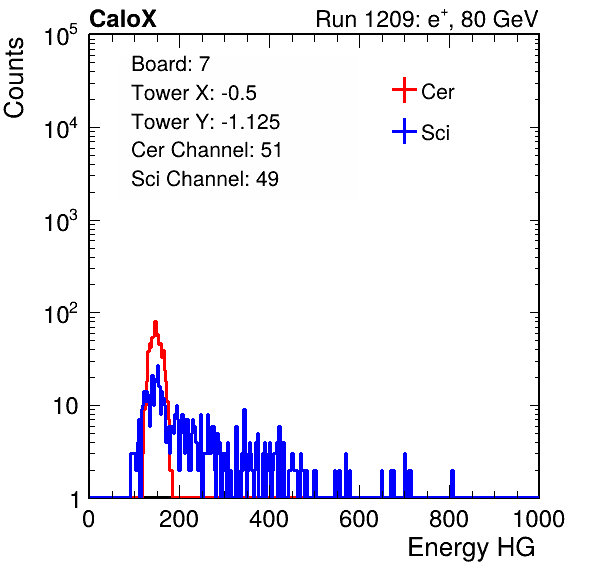 CaloX Run 1209: e⁺, 80 GeV
Counts
10⁵
10⁴
10³
10²
10
1
Board: 7
Tower X: -0.5
Tower Y: -1.125
Cer Channel: 51
Sci Channel: 49
Cer
Sci
0 200 400 600 800 1000
Energy HG